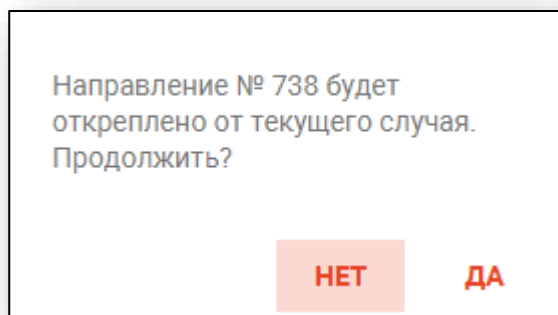 Направление № 738 будет
откреплено от текущего случая.
Продолжить?
НЕТ ДА